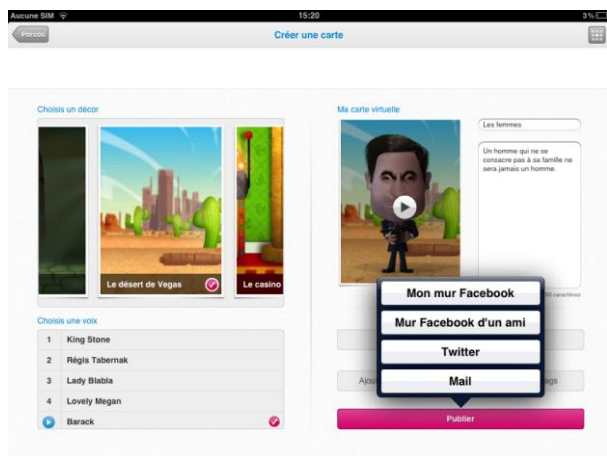 Aucune SIM 15:20 3 %
Persos
Créer une carte
Choisis un décor
Le désert de Vegas
Le casino
Choisis une voix
1 King Stone
2 Régis Tabernak
3 Lady Blabla
4 Lovely Megan
Barack
Ma carte virtuelle
Les femmes
Un homme qui ne se
consacre pas à sa famille ne
sera jamais un homme.
caractères
Mon mur Facebook
Mur Facebook d'un ami
Twitter
Mail
Publier